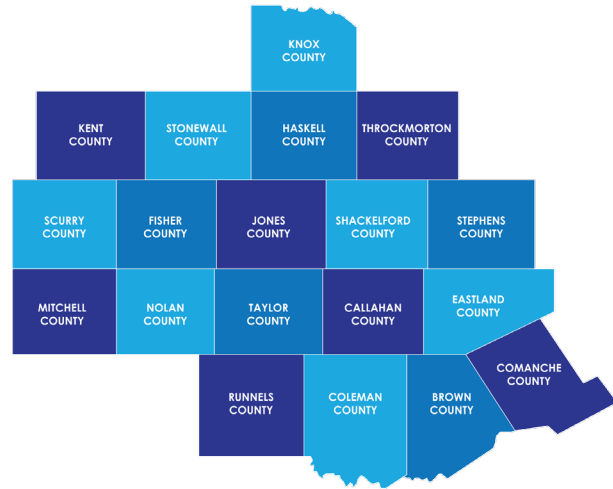 KNOX
COUNTY
KENT
COUNTY
STONEWALL
COUNTY
HASKELL
COUNTY
THROCKMORTON
COUNTY
SCURRY
COUNTY
FISHER
COUNTY
JONES
COUNTY
SHACKELFORD
COUNTY
STEPHENS
COUNTY
MITCHELL
COUNTY
NOLAN
COUNTY
TAYLOR
COUNTY
CALLAHAN
COUNTY
EASTLAND
COUNTY
COMANCHE
COUNTY
RUNNELS
COUNTY
COLEMAN
COUNTY
BROWN
COUNTY